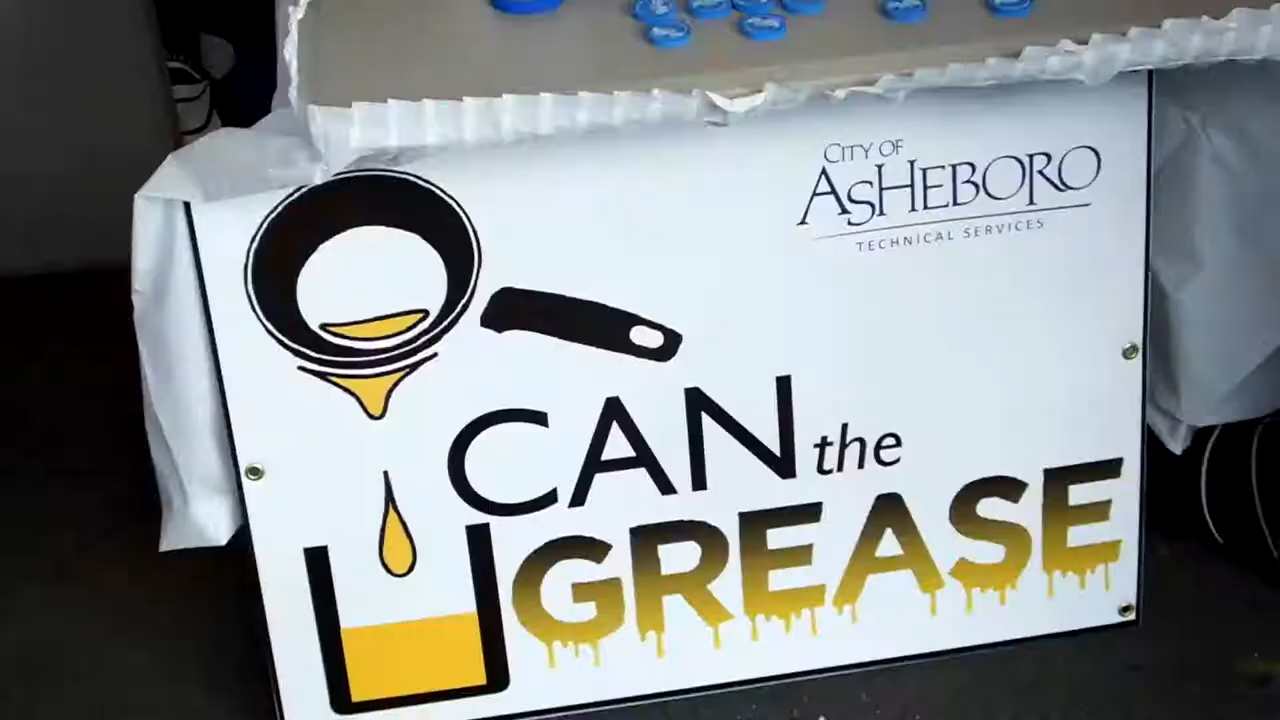 CITY OF
ASHEBORO
TECHNICAL SERVICES
CAN the
GREASE